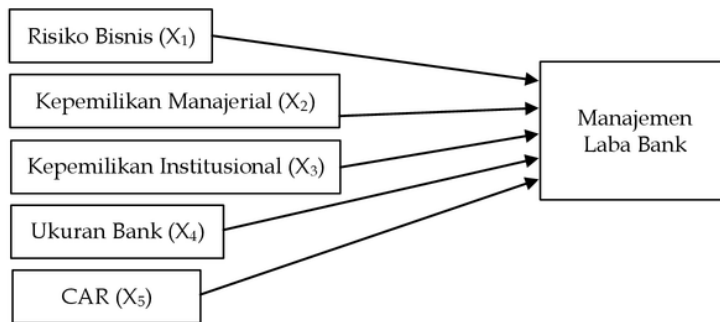 Risiko Bisnis (X₁)
Kepemilikan Manajerial (X₂)
Kepemilikan Institusional (X₃)
Ukuran Bank (X₄)
CAR (X₅)
Manajemen
Laba Bank